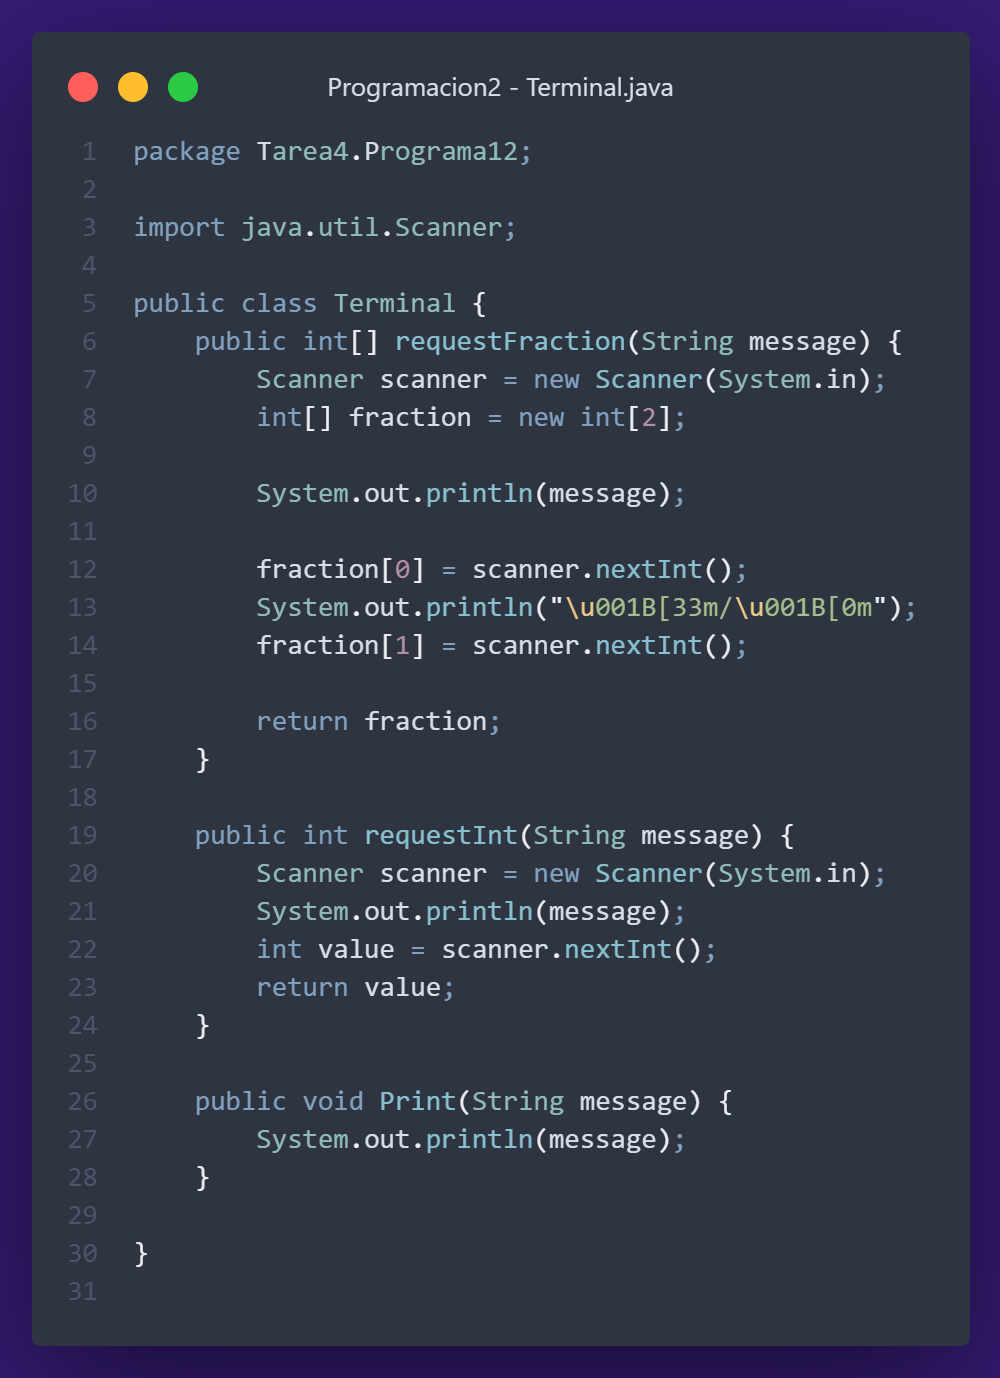 Programacion2 - Terminal.java
1 package Tarea4.Programa12;
2
3 import java.util.Scanner;
4
5 public class Terminal {
6     public int[] requestFraction(String message) {
7         Scanner scanner = new Scanner(System.in);
8         int[] fraction = new int[2];
9
10         System.out.println(message);
11
12         fraction[0] = scanner.nextInt();
13         System.out.println("\u001B[33m/\u001B[0m");
14         fraction[1] = scanner.nextInt();
15
16         return fraction;
17     }
18
19     public int requestInt(String message) {
20         Scanner scanner = new Scanner(System.in);
21         System.out.println(message);
22         int value = scanner.nextInt();
23         return value;
24     }
25
26     public void Print(String message) {
27         System.out.println(message);
28     }
29
30 }
31